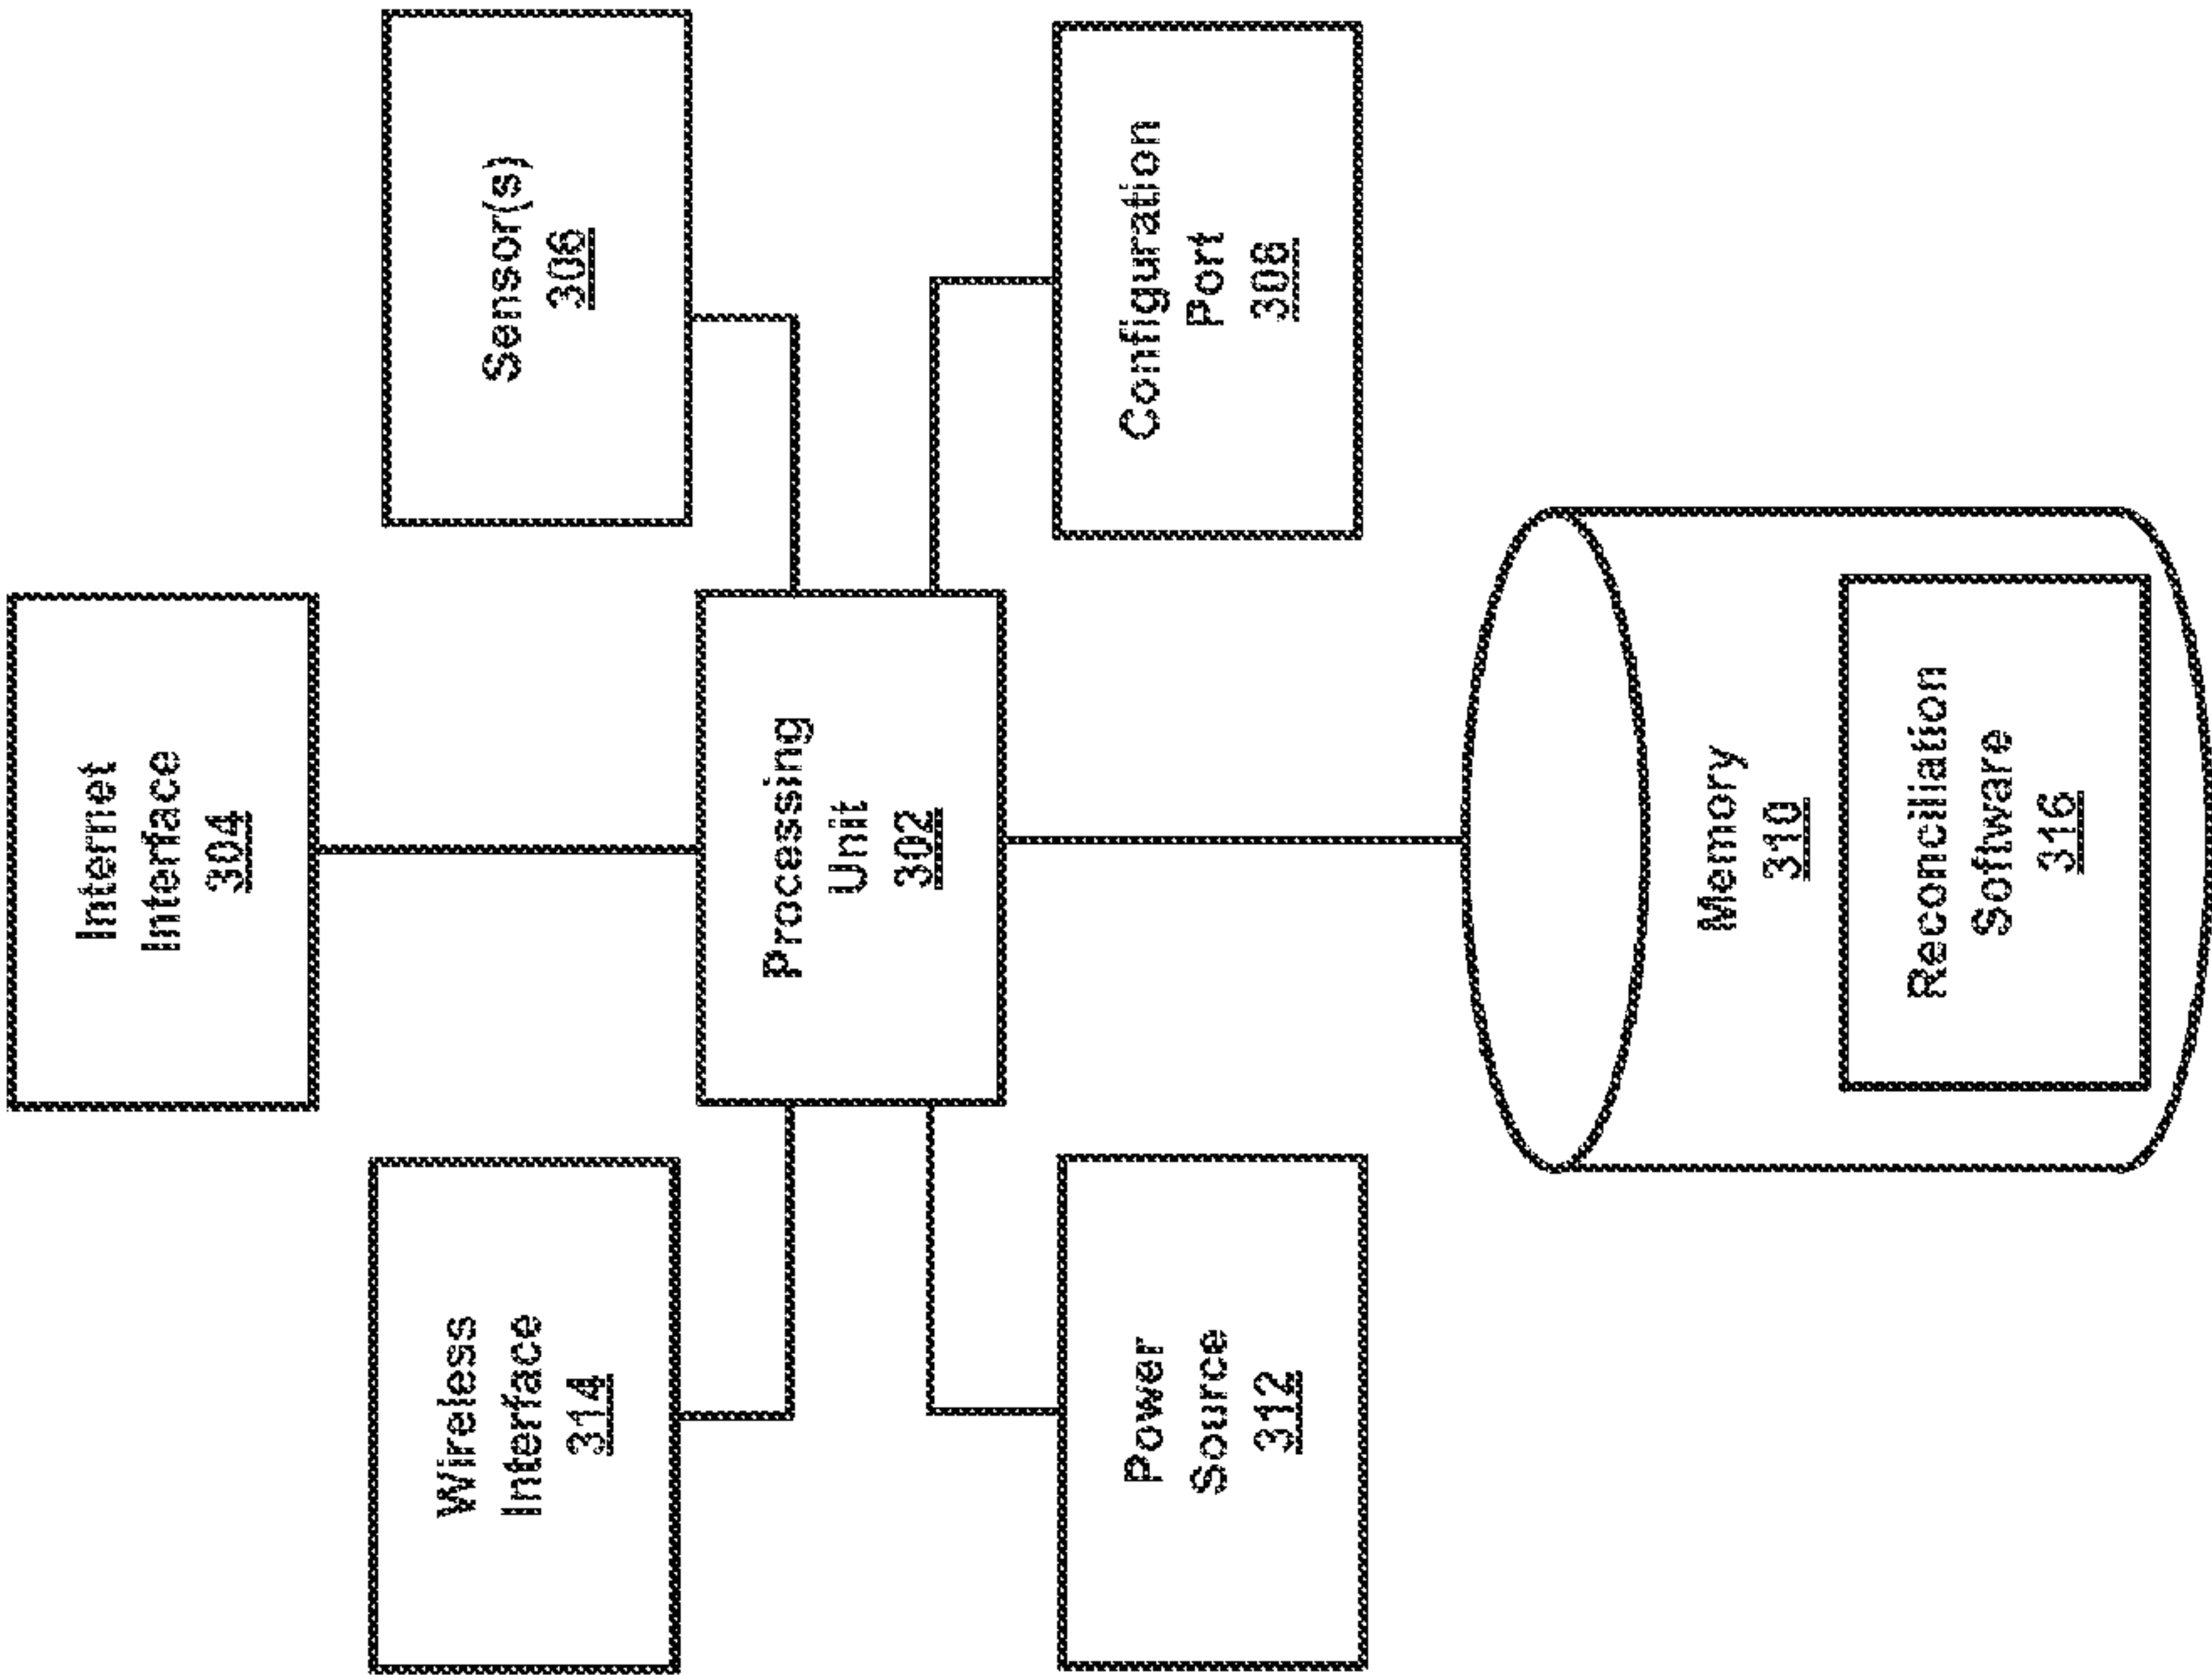 Internet
Interface
304
Sensor(s)
306
Wireless
Interface
314
Processing
Unit
302
Configuration
Port
308
Power
Source
312
Memory
310
Reconciliation
Software
316